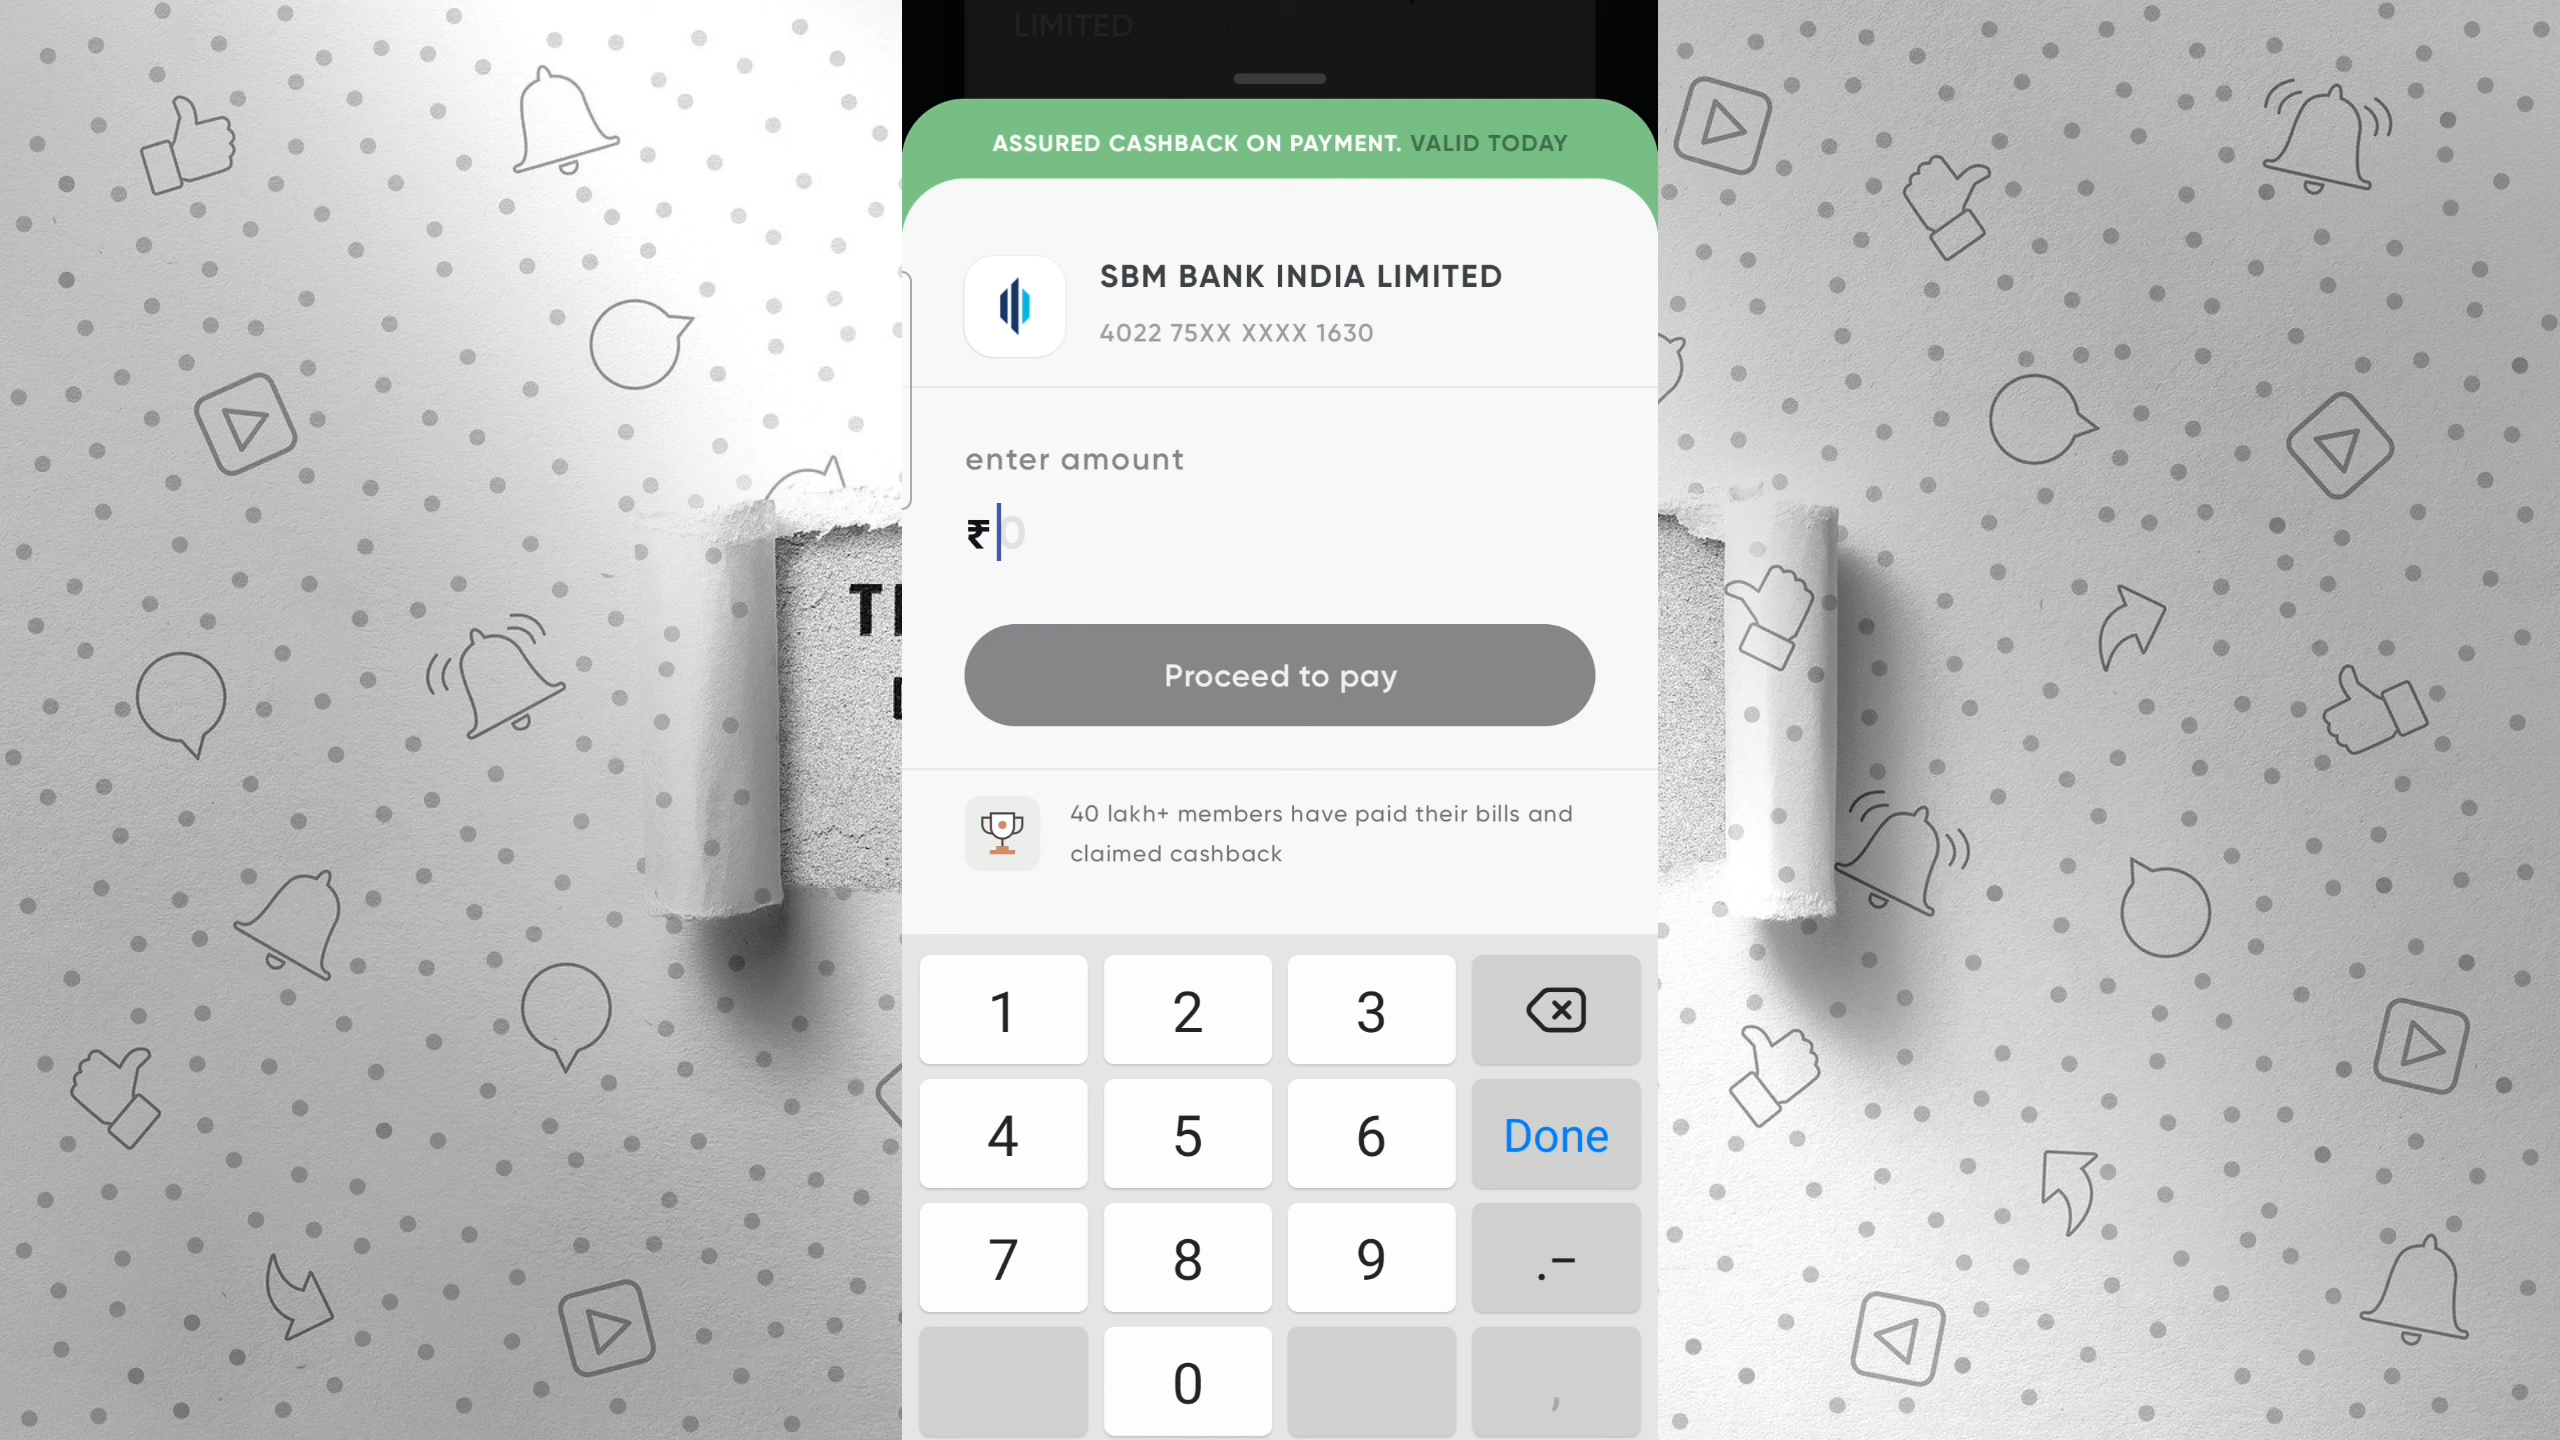 LIMITED
ASSURED CASHBACK ON PAYMENT. VALID TODAY
SBM BANK INDIA LIMITED
4022 75XX XXXX 1630
enter amount
₹0
Proceed to pay
40 lakh+ members have paid their bills and
claimed cashback
1 2 3
4 5 6 Done
7 8 9 .-
0 ,